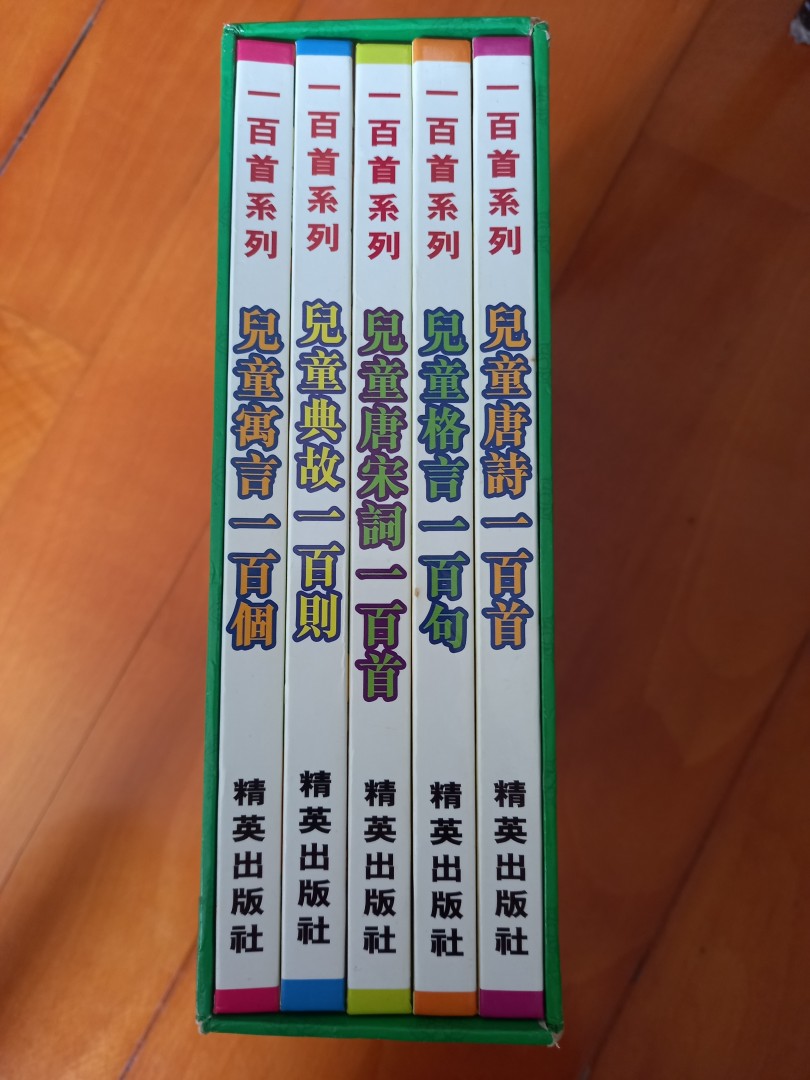 一百首系列
兒童唐詩一百首
精英出版社
一百首系列
兒童格言一百句
精英出版社
一百首系列
兒童唐宋詞一百首
精英出版社
一百首系列
兒童典故一百則
精英出版社
一百首系列
兒童寓言一百個
精英出版社